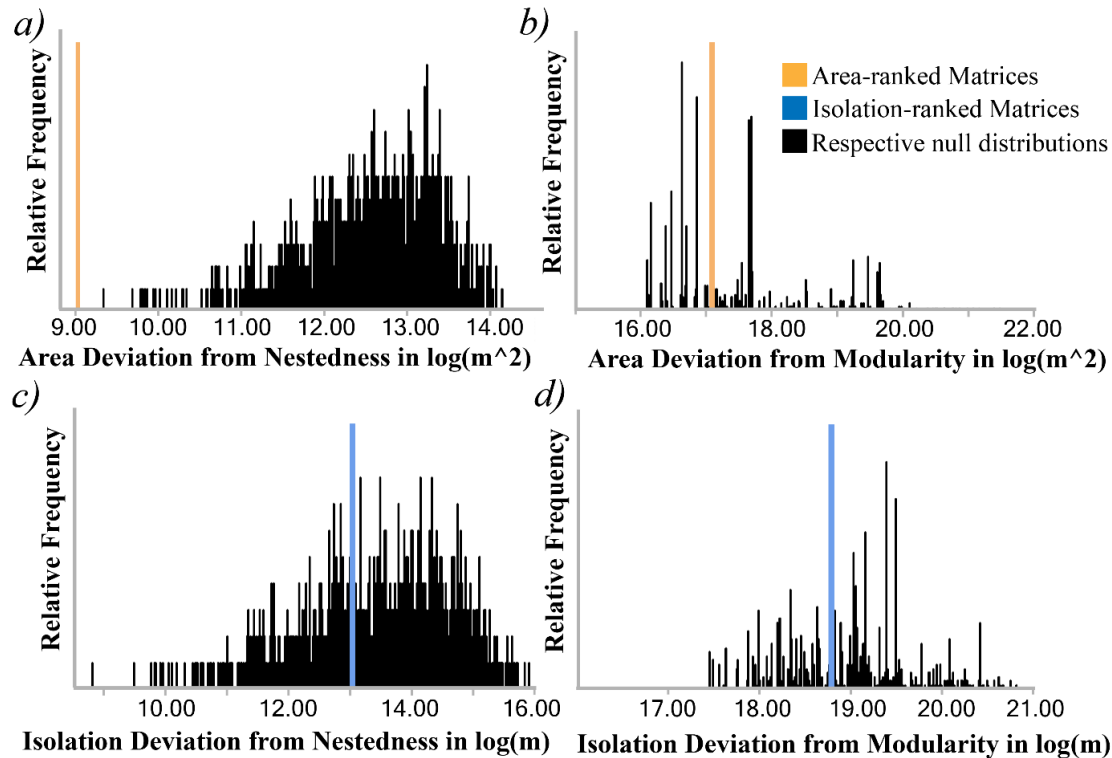 a)
Relative Frequency
9.00 10.00 11.00 12.00 13.00 14.00
Area Deviation from Nestedness in log(m^2)
b)
Relative Frequency
Area-ranked Matrices
Isolation-ranked Matrices
Respective null distributions
16.00 17.00 18.00 19.00 20.00 22.00
Area Deviation from Modularity in log(m^2)
c)
Relative Frequency
10.00 12.00 14.00 16.00
Isolation Deviation from Nestedness in log(m)
d)
Relative Frequency
17.00 18.00 19.00 20.00 21.00
Isolation Deviation from Modularity in log(m)